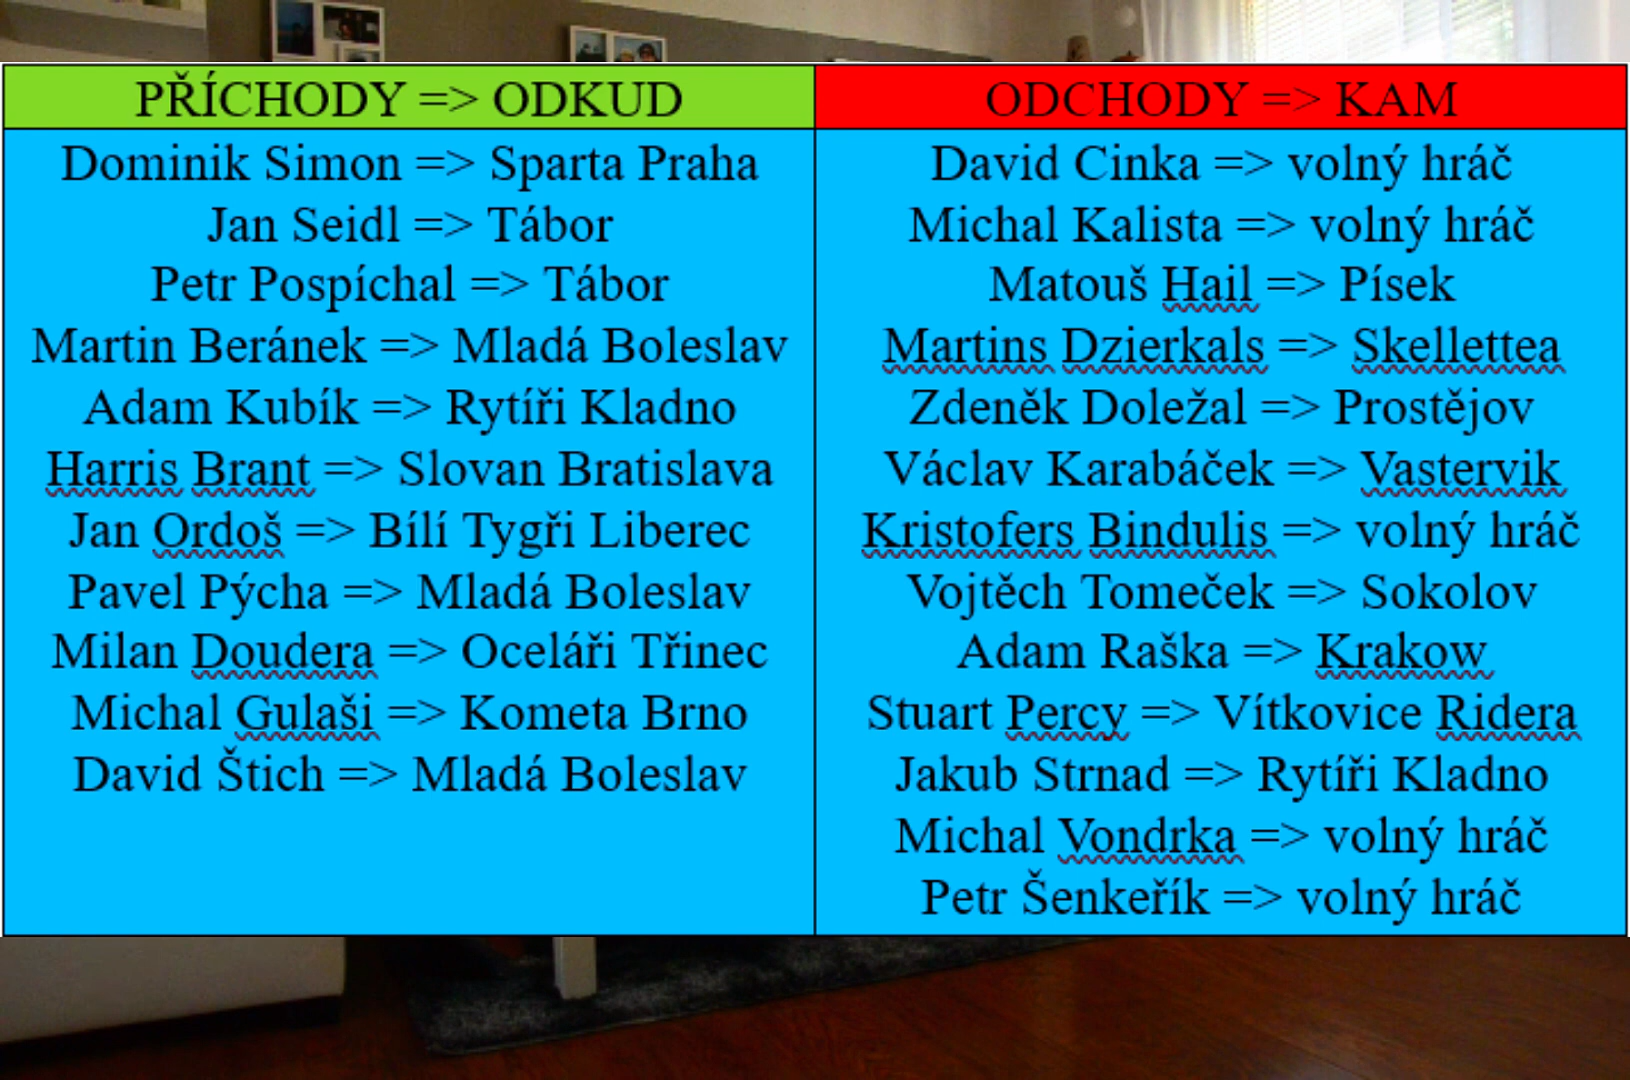 PŘÍCHODY => ODKUD
Dominik Simon => Sparta Praha
Jan Seidl => Tábor
Petr Pospíchal => Tábor
Martin Beránek => Mladá Boleslav
Adam Kubík => Rytíři Kladno
Harris Brant => Slovan Bratislava
Jan Ordoš => Bílí Tygři Liberec
Pavel Pýcha => Mladá Boleslav
Milan Doudera => Oceláři Třinec
Michal Gulaši => Kometa Brno
David Štich => Mladá Boleslav
ODCHODY => KAM
David Cinka => volný hráč
Michal Kalista => volný hráč
Matouš Hail => Písek
Martins Dzierkals => Skellettea
Zdeněk Doležal => Prostějov
Václav Karabáček => Vastervik
Kristofers Bindulis => volný hráč
Vojtěch Tomeček => Sokolov
Adam Raška => Krakow
Stuart Percy => Vítkovice Ridera
Jakub Strnad => Rytíři Kladno
Michal Vondrka => volný hráč
Petr Šenkeřík => volný hráč